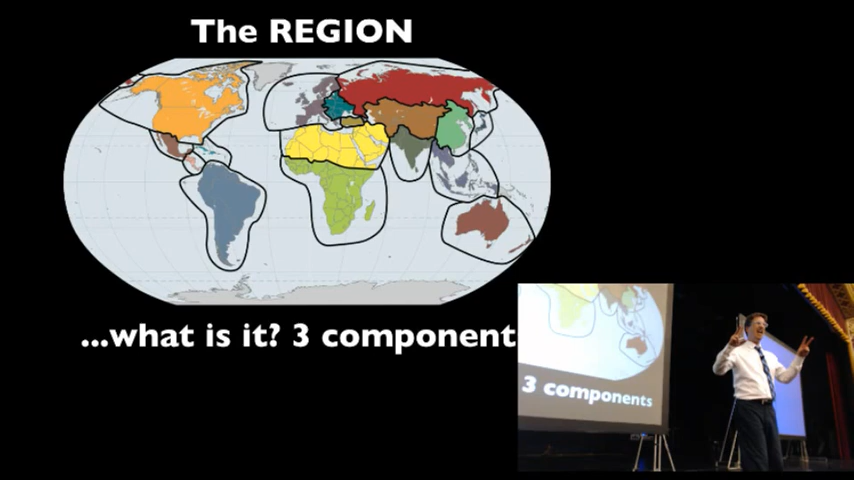 The REGION
...what is it? 3 component
3 components